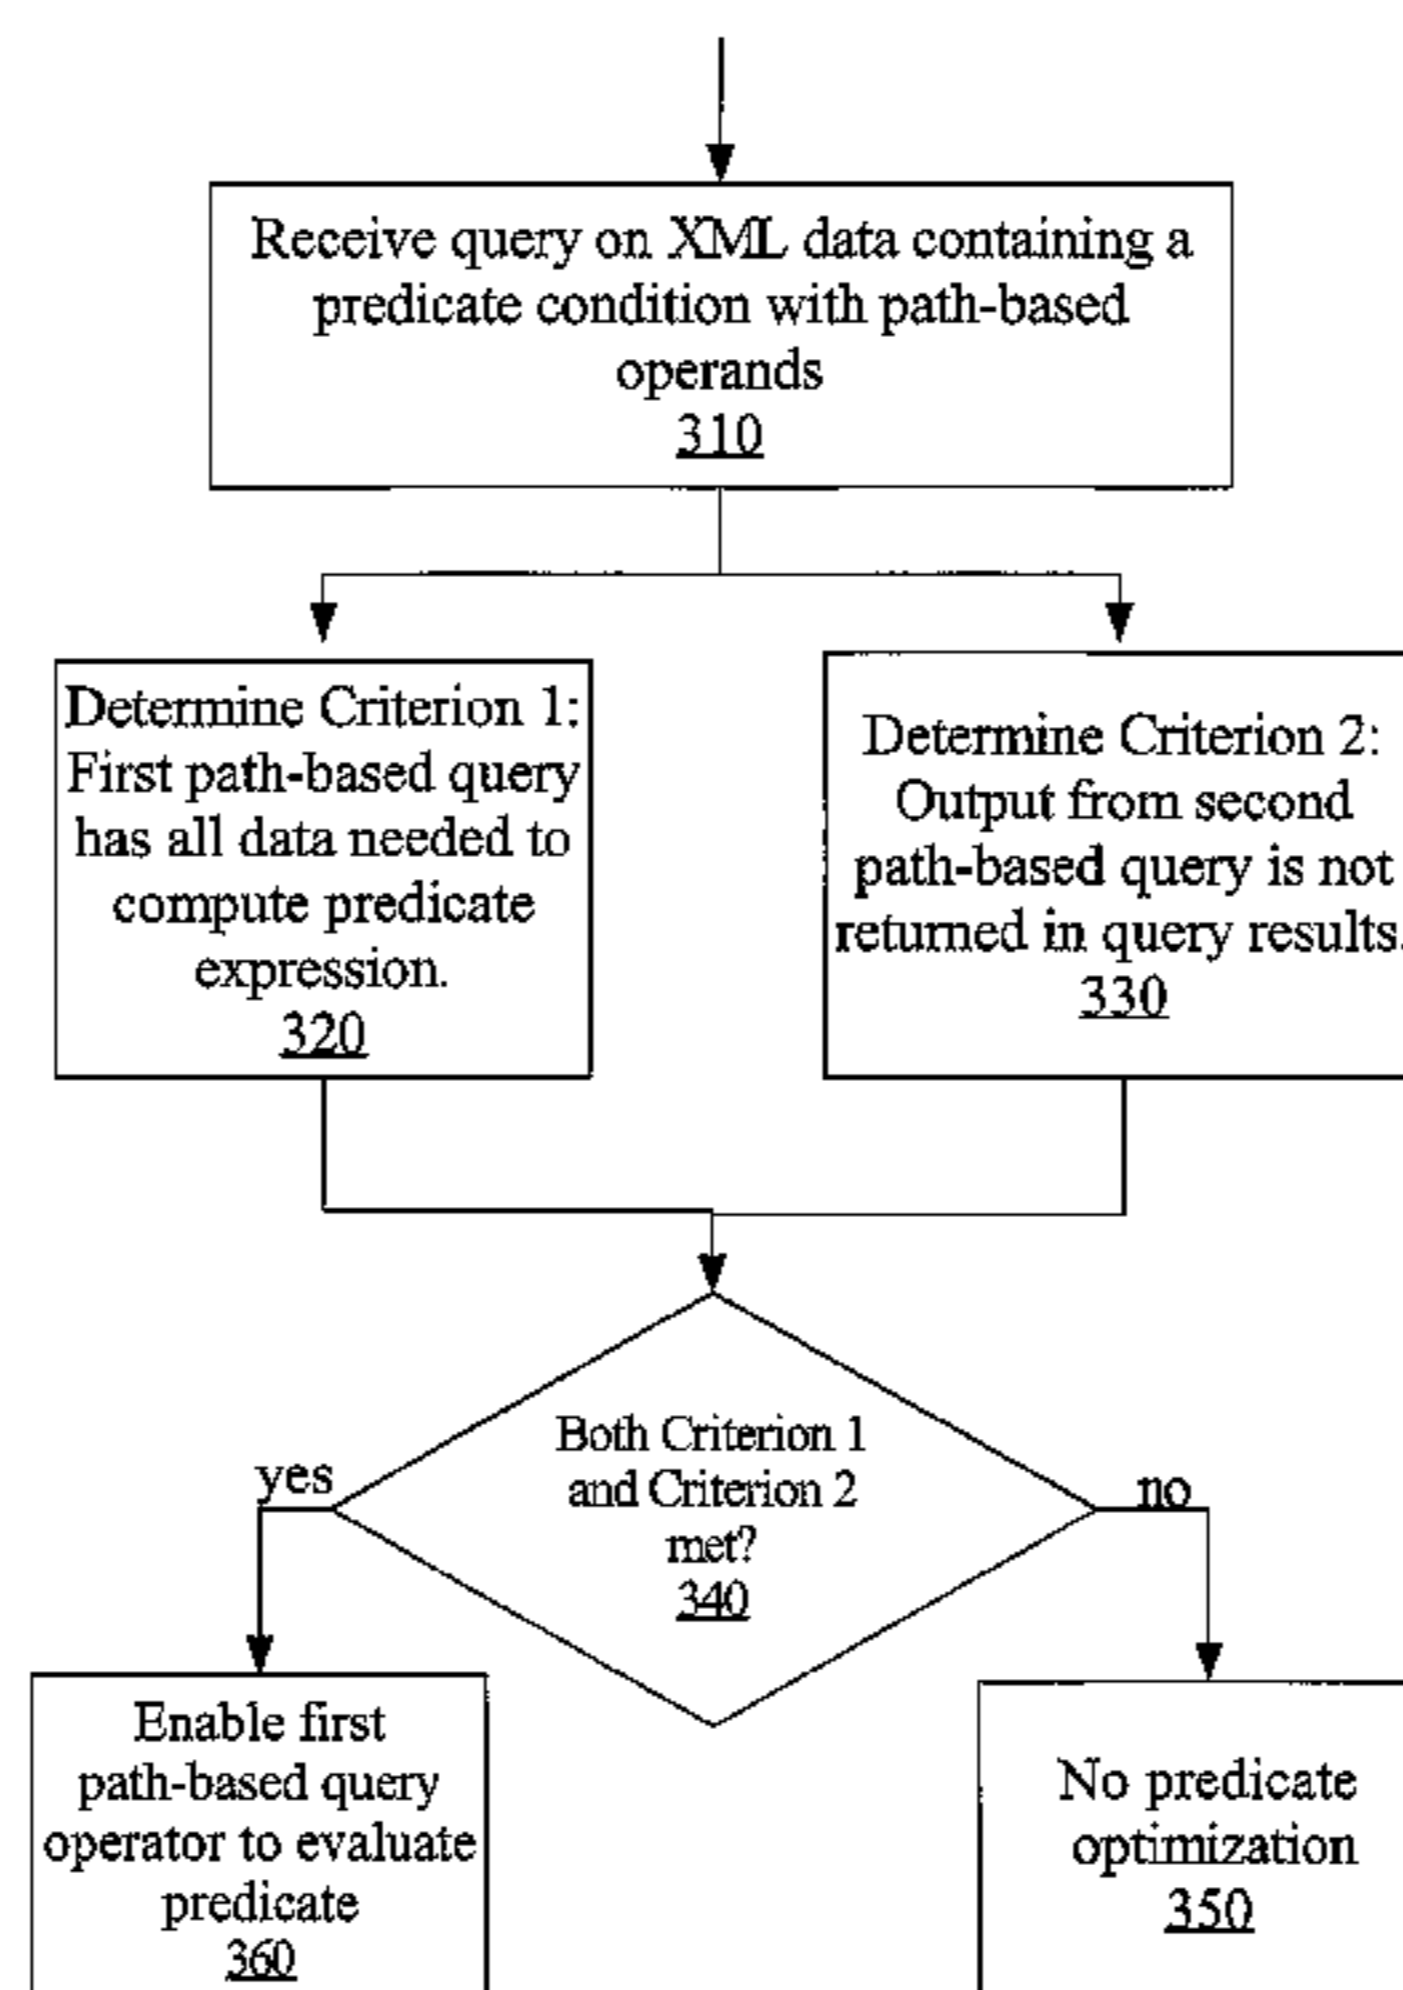 Receive query on XML data containing a
predicate condition with path-based
operands
310
Determine Criterion 1:
First path-based query
has all data needed to
compute predicate
expression.
320
Determine Criterion 2:
Output from second
path-based query is not
returned in query results.
330
Both Criterion 1
and Criterion 2
met?
340
yes
no
Enable first
path-based query
operator to evaluate
predicate
360
No predicate
optimization
350